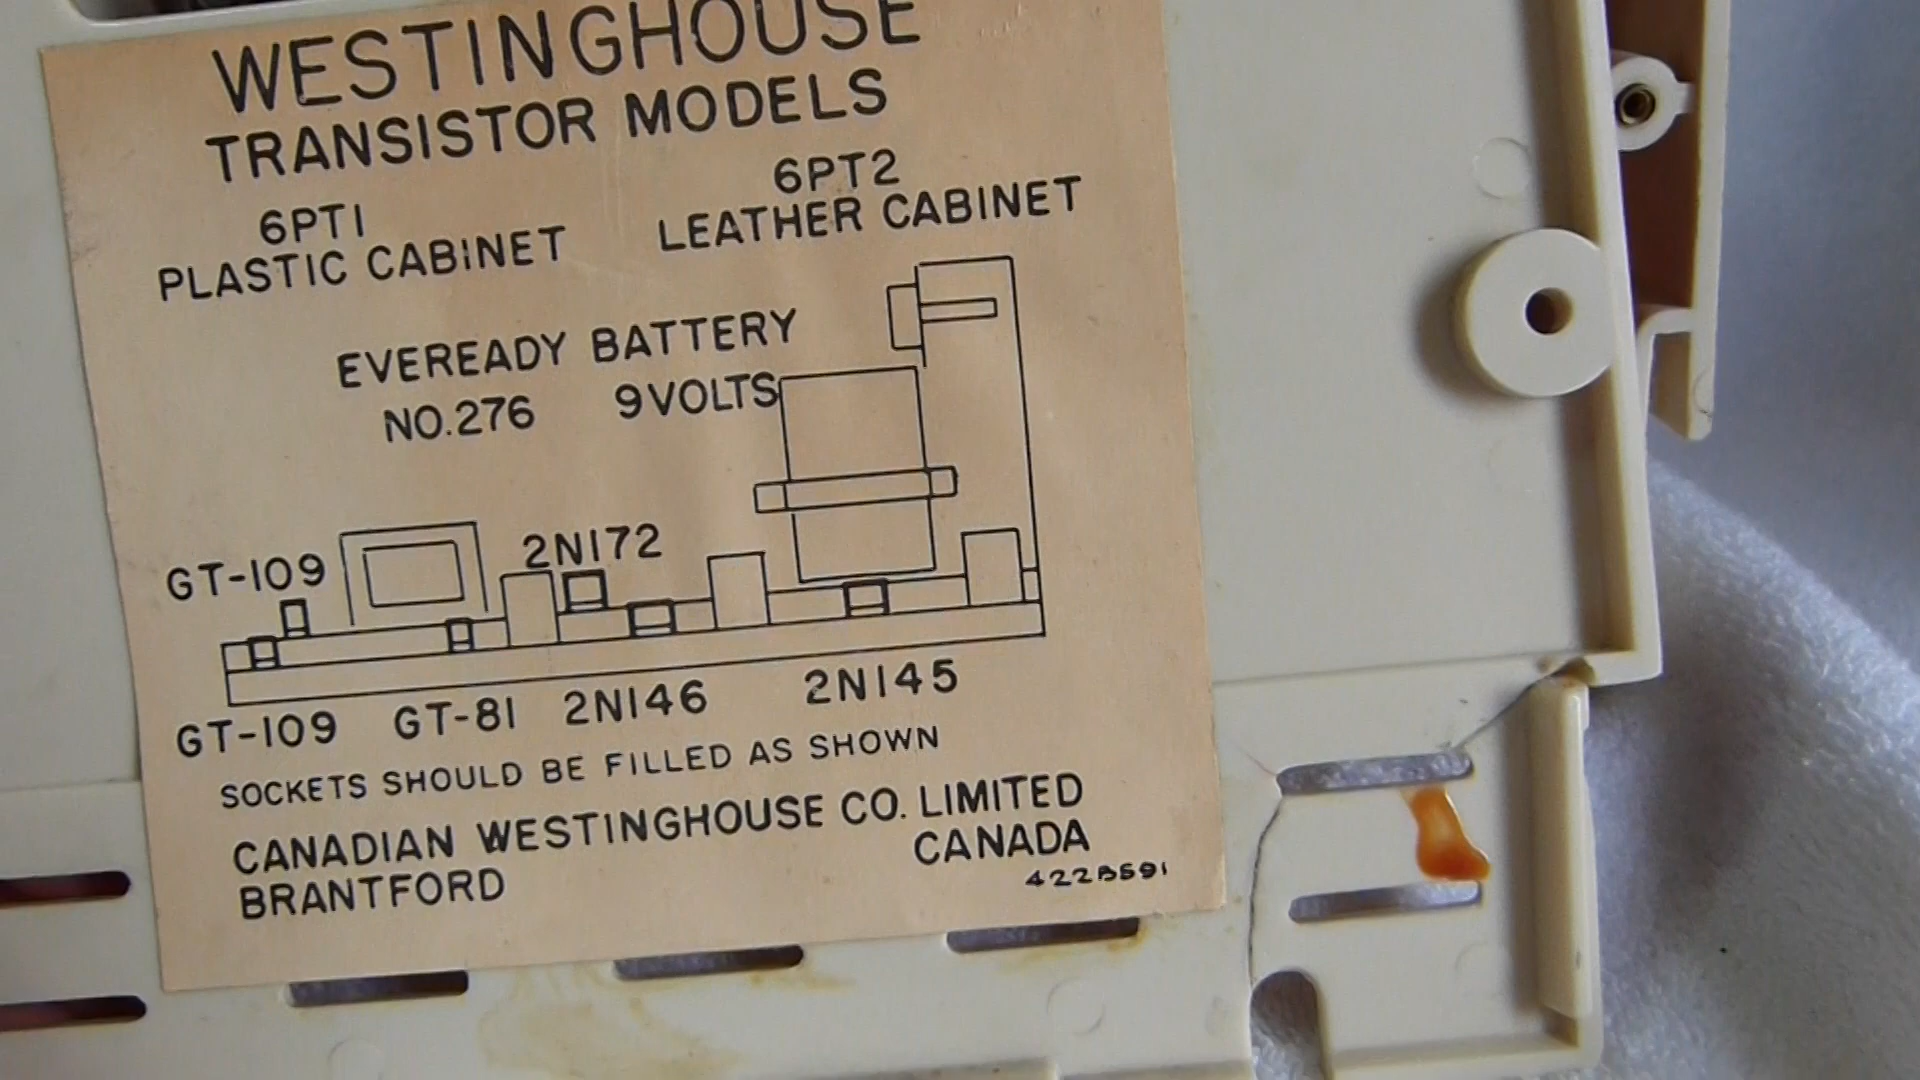 WESTINGHOUSE
TRANSISTOR MODELS
6PT1 6PT2
PLASTIC CABINET LEATHER CABINET
EVEREADY BATTERY
NO.276 9VOLTS
GT-109 2N172
GT-109 GT-81 2N146 2N145
SOCKETS SHOULD BE FILLED AS SHOWN
CANADIAN WESTINGHOUSE CO. LIMITED
BRANTFORD CANADA
422B591